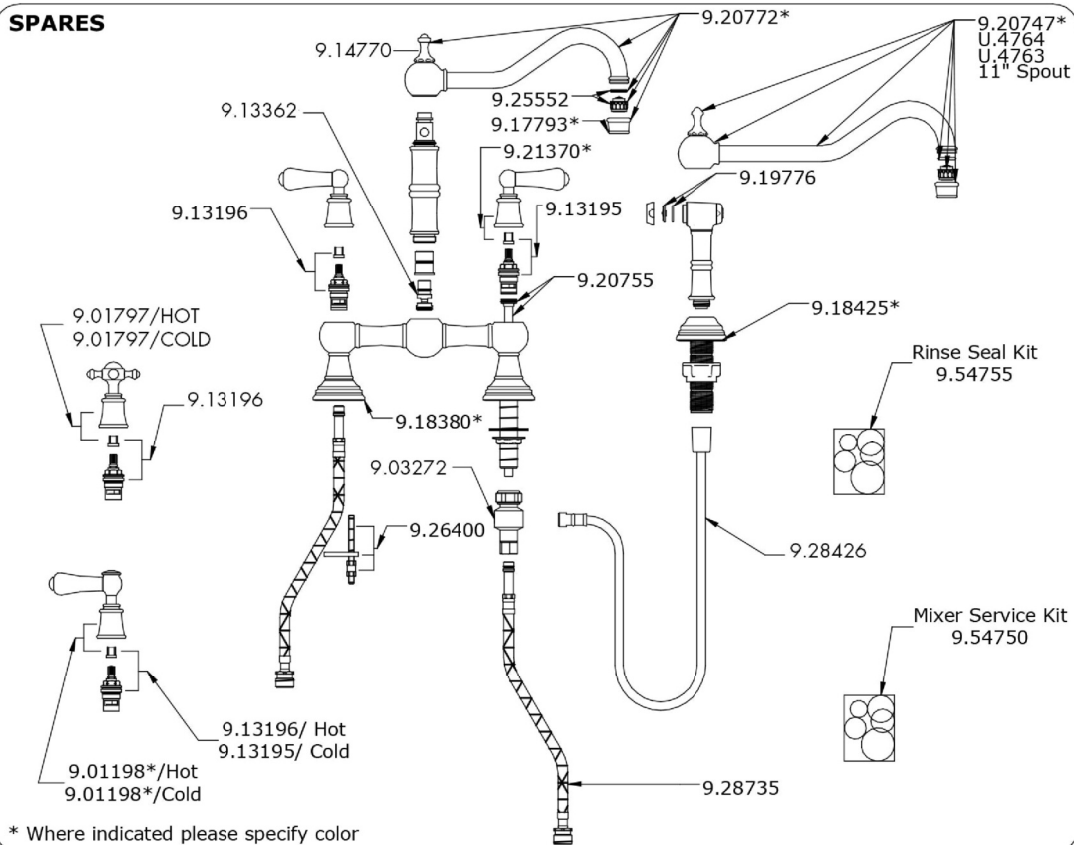 SPARES
9.14770
9.20772*
9.20747*
U.4764
U.4763
11" Spout
9.25552
9.17793*
9.13362
9.21370*
9.19776
9.13196
9.13195
9.20755
9.18425*
9.01797/HOT
9.01797/COLD
Rinse Seal Kit
9.54755
9.13196
9.18380*
9.03272
9.26400
9.28426
Mixer Service Kit
9.54750
9.13196/ Hot
9.13195/ Cold
9.01198*/Hot
9.01198*/Cold
9.28735
* Where indicated please specify color